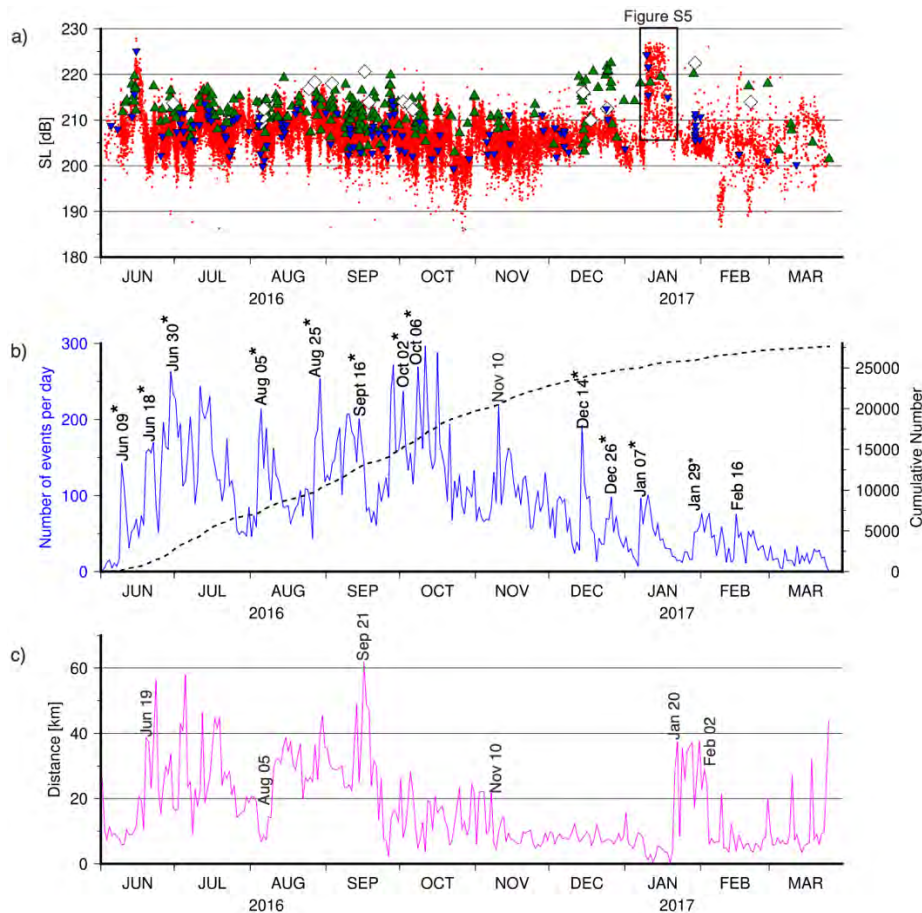 Figure S5
a)
230
220
210
200
190
180
SL [dB]
JUN JUL AUG SEP OCT NOV DEC JAN FEB MAR
2016 2017
b)
300
200
100
0
Number of events per day
Jun 09*
Jun 18*
Jun 30*
Aug 05*
Aug 25*
Sept 16*
Oct 02*
Oct 06*
Nov 10
Dec 14*
Dec 26*
Jan 07*
Jan 29*
Feb 16
25000
20000
15000
10000
5000
0
Cumulative Number
JUN JUL AUG SEP OCT NOV DEC JAN FEB MAR
2016 2017
c)
60
40
20
0
Distance [km]
Jun 19
Aug 05
Sep 21
Nov 10
Jan 20
Feb 02
JUN JUL AUG SEP OCT NOV DEC JAN FEB MAR
2016 2017